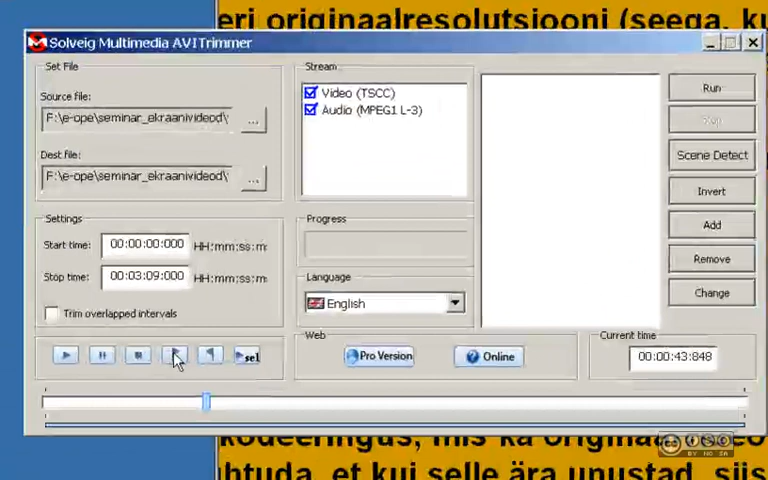 eri originaalresolutsiooni (seega, ku
Solveig Multimedia AVITrimmer
Set File
Source file:
F:\e-ope\seminar_ekraanivideod\
...
Dest file:
F:\e-ope\seminar_ekraanivideod\
...
Settings
Start time:
00:00:00:000
HH:mm:ss:m
Stop time:
00:03:09:000
HH:mm:ss:m
Trim overlapped intervals
sel
Stream
Video (TSCC)
Audio (MPEG1 L-3)
Progress
Language
English
Web
Pro Version
Online
Run
Stop
Scene Detect
Invert
Add
Remove
Change
Current time
00:00:43:848
kodeeringus, mis ka
uhtuda, et kui selle ära unustad, siis